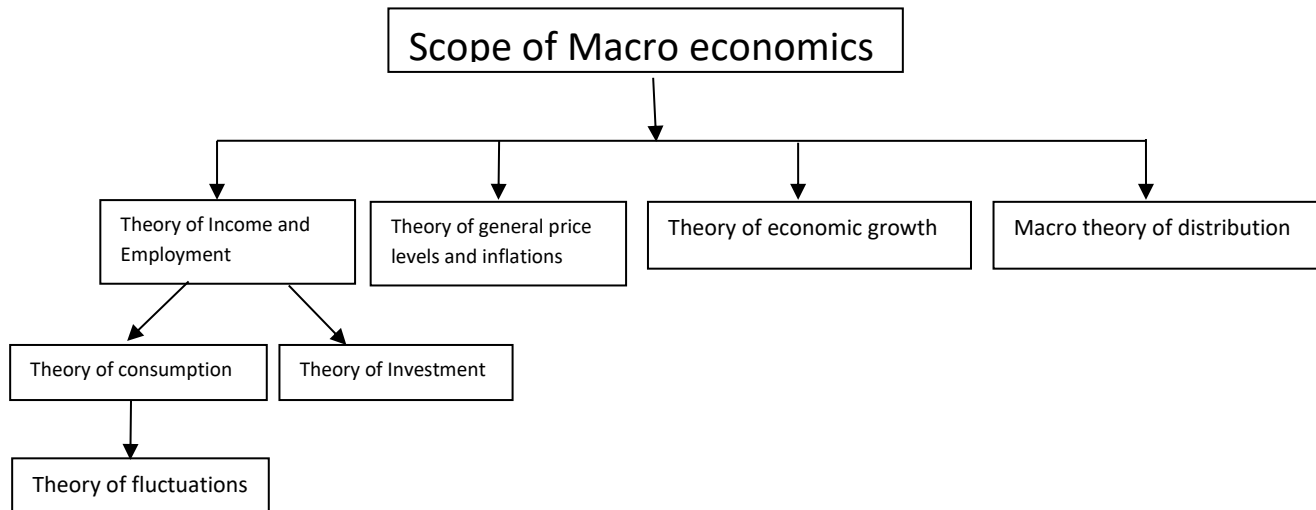 Scope of Macro economics
Theory of Income and
Employment
Theory of general price
levels and inflations
Theory of economic growth
Macro theory of distribution
Theory of consumption
Theory of Investment
Theory of fluctuations